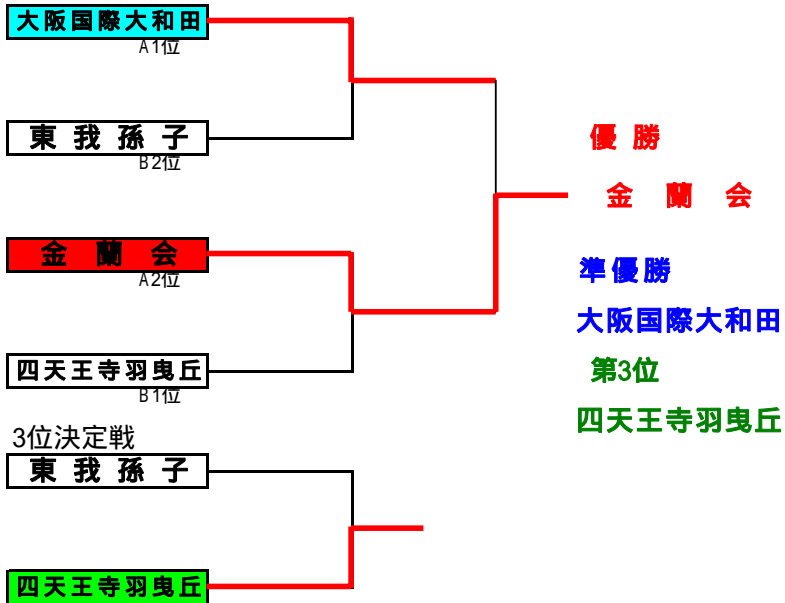 大阪国際大和田
A1位
東我孫子
B2位
金蘭会
A2位
四天王寺羽曳丘
B1位
3位決定戦
東我孫子
四天王寺羽曳丘
優勝
金蘭会
準優勝
大阪国際大和田
第3位
四天王寺羽曳丘